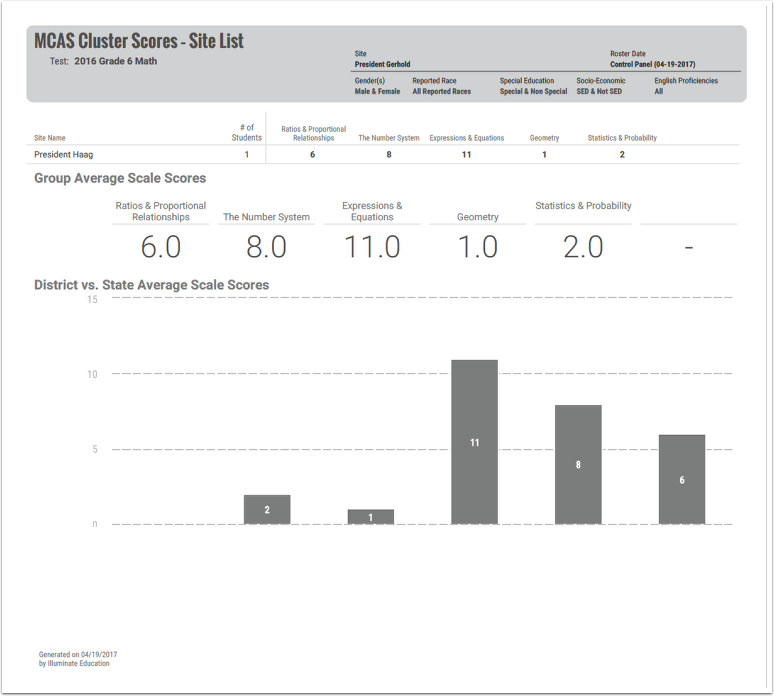 MCAS Cluster Scores - Site List
Test: 2016 Grade 6 Math
Site Roster Date
President Gerhold Control Panel (04-19-2017)
Gender(s) Reported Race Special Education Socio-Economic English Proficiencies
Male & Female All Reported Races Special & Non Special SED & Not SED All
Site Name # of Students Ratios & Proportional Relationships The Number System Expressions & Equations Geometry Statistics & Probability
President Haag 1 6 8 11 1 2
Group Average Scale Scores
Ratios & Proportional Relationships The Number System Expressions & Equations Geometry Statistics & Probability
6.0 8.0 11.0 1.0 2.0 -
District vs. State Average Scale Scores
15
10
5
0
2 1 11 8 6
Generated on 04/19/2017
by Illuminate Education